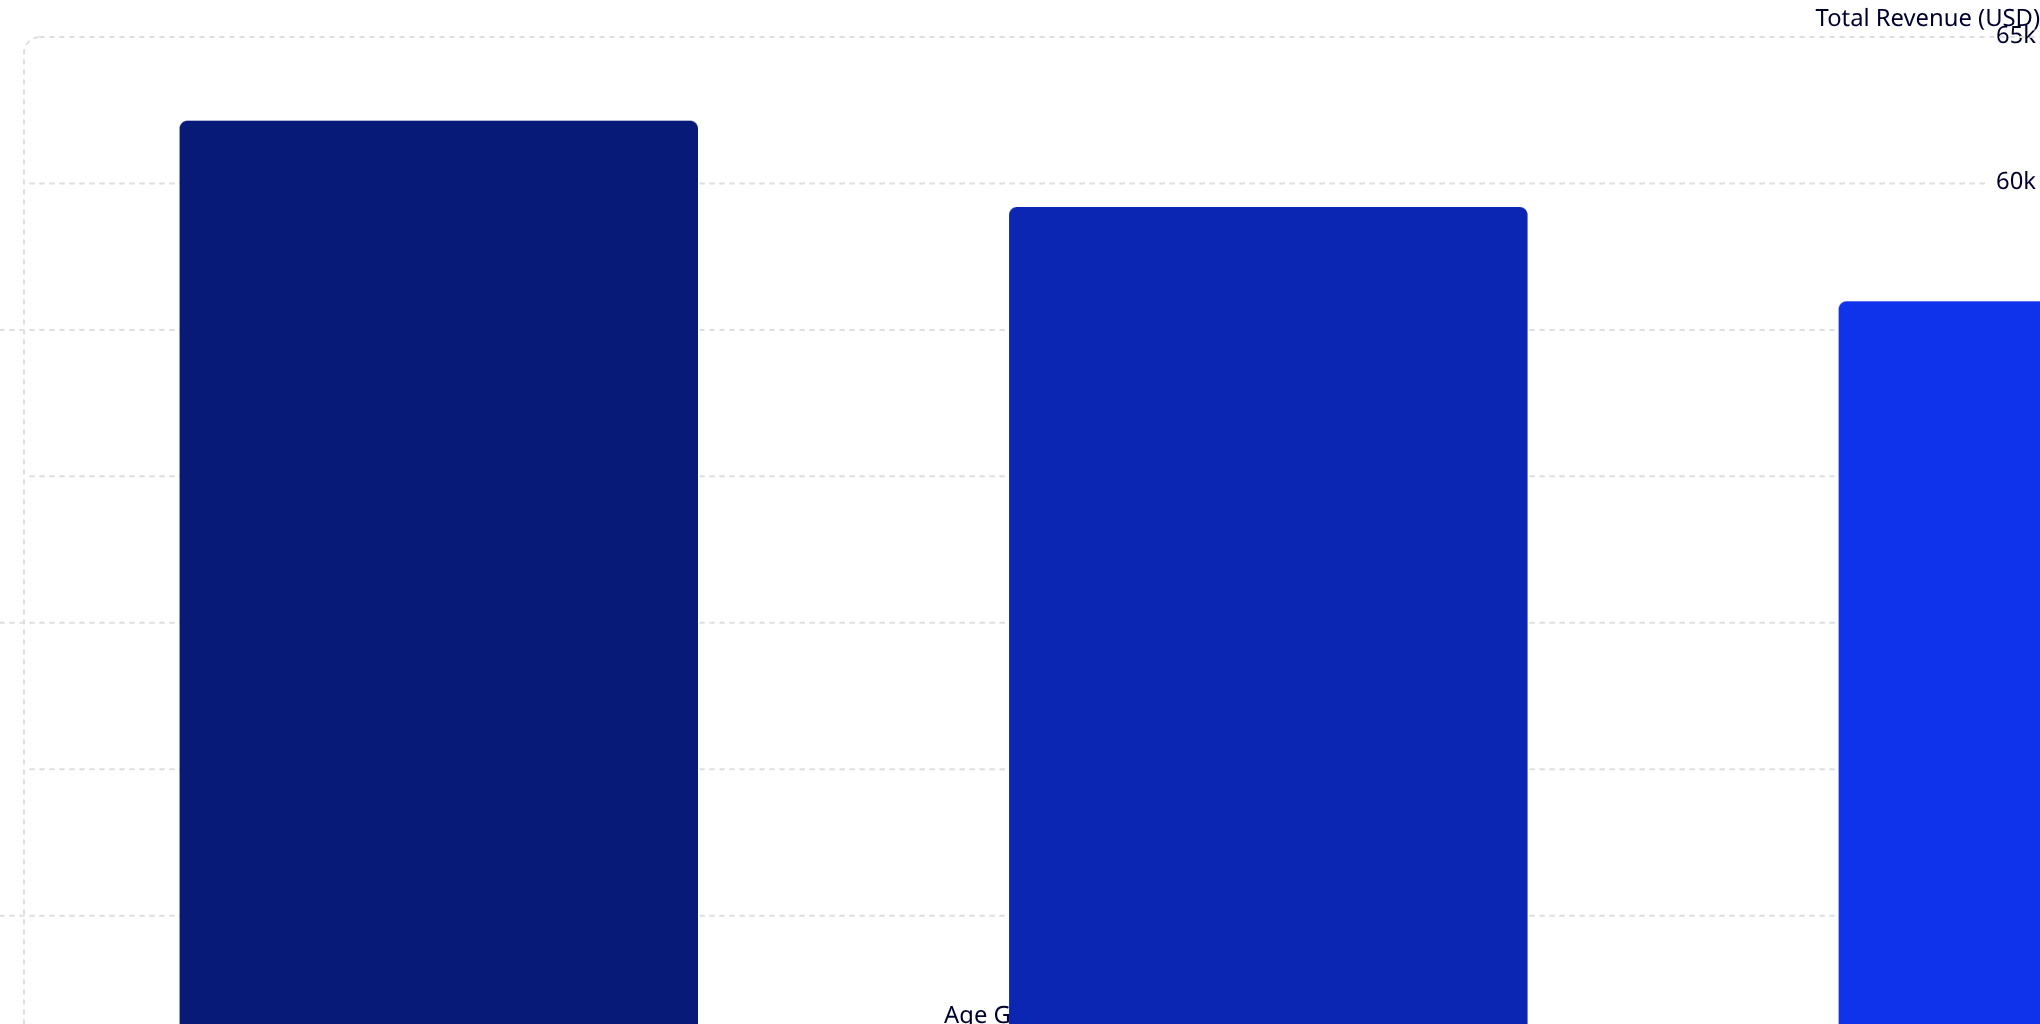 Total Revenue (USD)
65k
60k
Age G